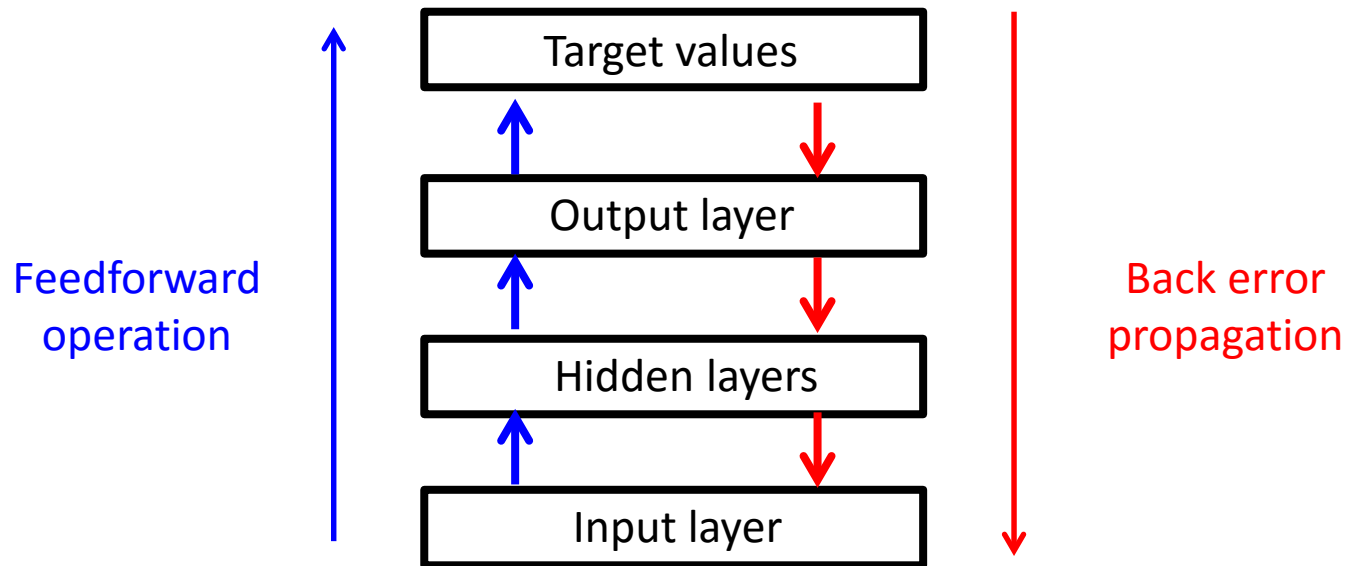 Target values
Output layer
Feedforward
operation
Back error
propagation
Hidden layers
Input layer